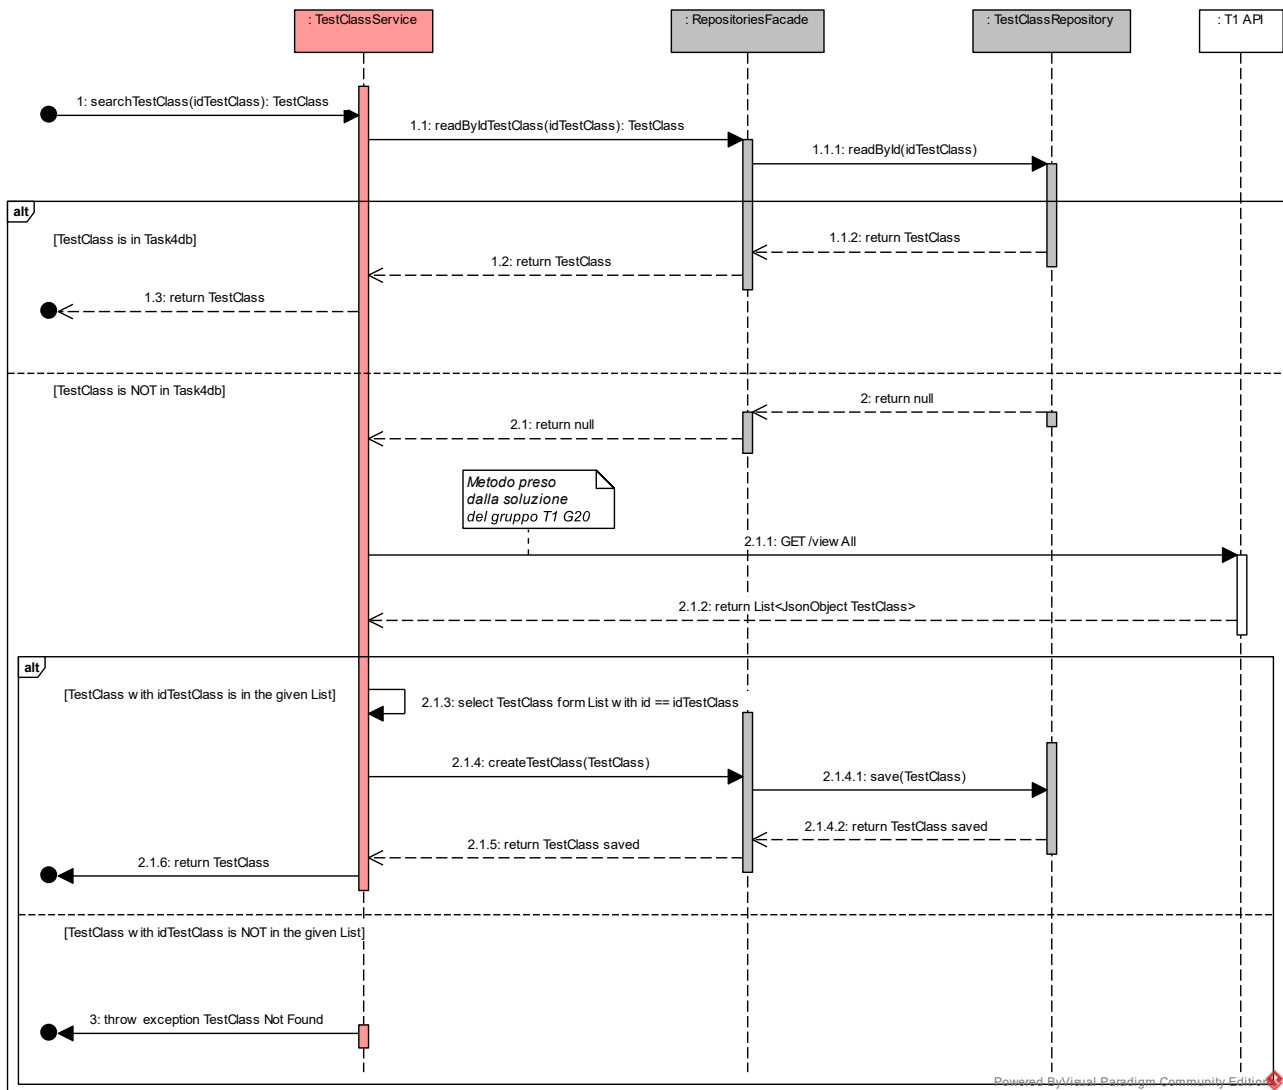 : TestClassService
: RepositoriesFacade
: TestClassRepository
: T1 API
1: searchTestClass(idTestClass): TestClass
1.1: readByIdTestClass(idTestClass): TestClass
1.1.1: readById(idTestClass)
alt
[TestClass is in Task4db]
1.1.2: return TestClass
1.2: return TestClass
1.3: return TestClass
[TestClass is NOT in Task4db]
2: return null
2.1: return null
Metodo preso
dalla soluzione
del gruppo T1 G20
2.1.1: GET /view All
2.1.2: return List<JsonObject TestClass>
alt
[TestClass with idTestClass is in the given List]
2.1.3: select TestClass form List with id == idTestClass
2.1.4: createTestClass(TestClass)
2.1.4.1: save(TestClass)
2.1.4.2: return TestClass saved
2.1.5: return TestClass saved
2.1.6: return TestClass
[TestClass with idTestClass is NOT in the given List]
3: throw exception TestClass Not Found
Powered By Visual Paradigm Community Edition